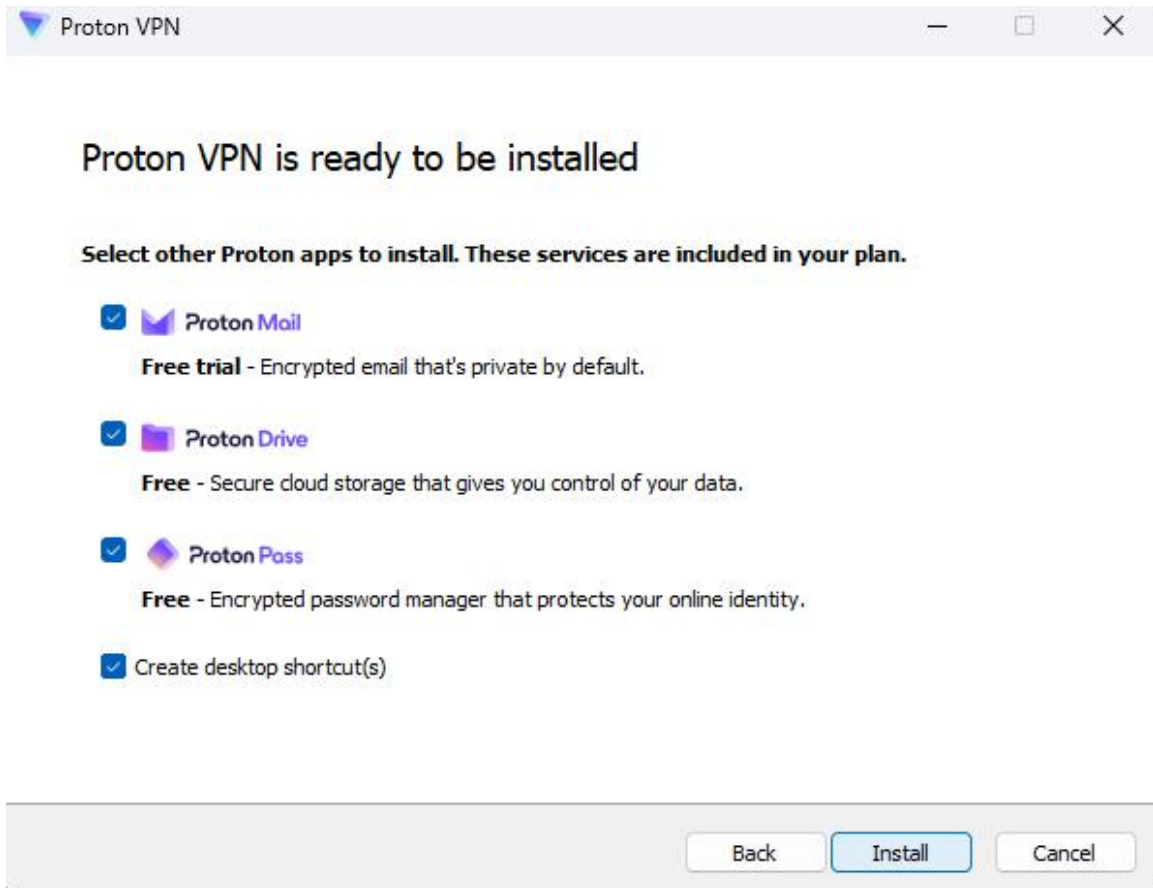 Proton VPN
Proton VPN is ready to be installed
Select other Proton apps to install. These services are included in your plan.
Proton Mail
Free trial - Encrypted email that's private by default.
Proton Drive
Free - Secure cloud storage that gives you control of your data.
Proton Pass
Free - Encrypted password manager that protects your online identity.
Create desktop shortcut(s)
Back Install Cancel